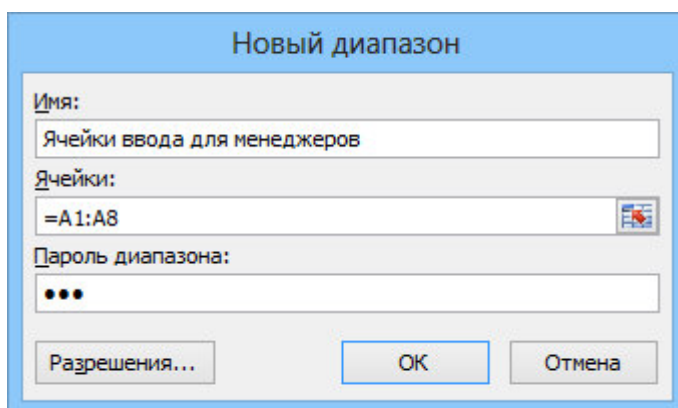 Новый диапазон
Имя:
Ячейки ввода для менеджеров
Ячейки:
=A1:A8
Пароль диапазона:
●●●
Разрешения... ОК Отмена